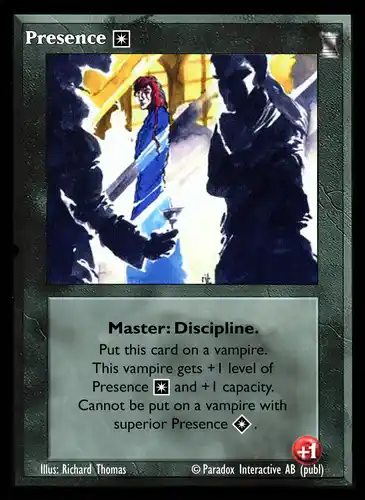 Presence
Master: Discipline.
Put this card on a vampire.
This vampire gets +1 level of
Presence and +1 capacity.
Cannot be put on a vampire with
superior Presence .
+1
Illus: Richard Thomas © Paradox Interactive AB (publ)